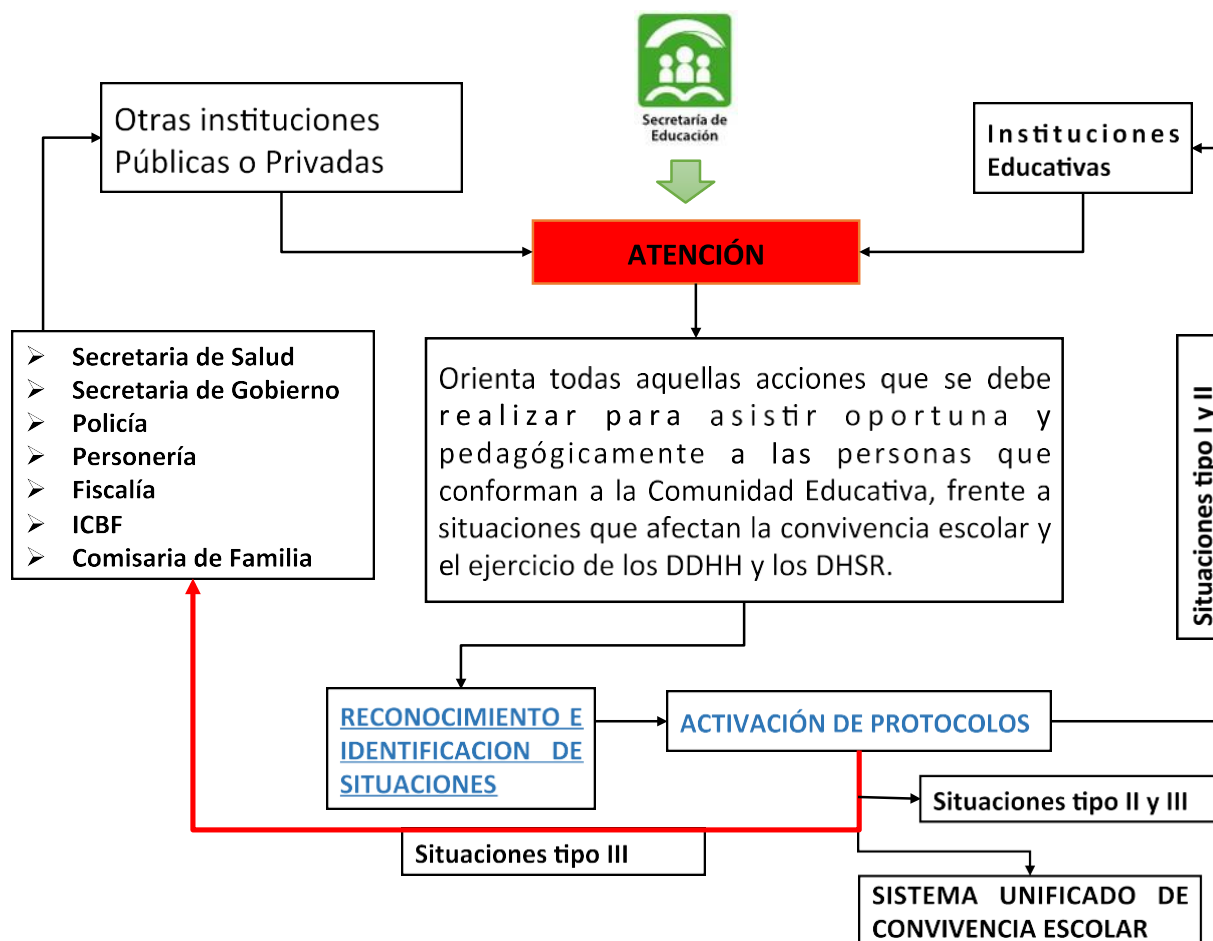 Secretaría de
Educación
Otras instituciones
Públicas o Privadas
Instituciones
Educativas
ATENCIÓN
➢ Secretaria de Salud
➢ Secretaria de Gobierno
➢ Policía
➢ Personería
➢ Fiscalía
➢ ICBF
➢ Comisaria de Familia
Orienta todas aquellas acciones que se debe
realizar para asistir oportuna y
pedagógicamente a las personas que
conforman a la Comunidad Educativa, frente a
situaciones que afectan la convivencia escolar y
el ejercicio de los DDHH y los DHSR.
Situaciones tipo I y II
RECONOCIMIENTO E
IDENTIFICACION DE
SITUACIONES
ACTIVACIÓN DE PROTOCOLOS
Situaciones tipo II y III
Situaciones tipo III
SISTEMA UNIFICADO DE
CONVIVENCIA ESCOLAR